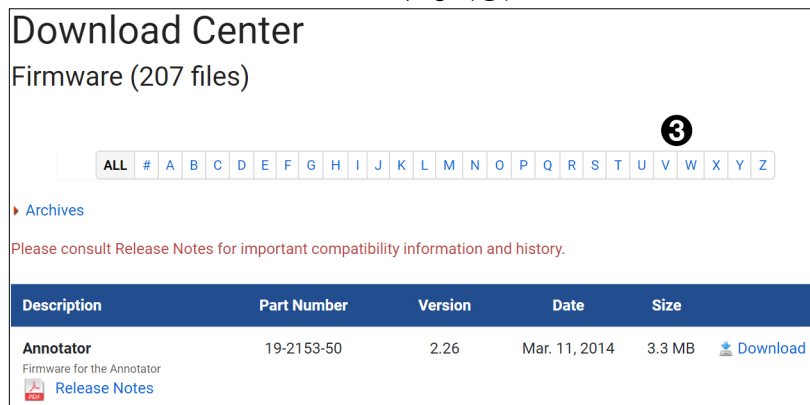 Download Center
Firmware (207 files)
3
ALL # A B C D E F G H I J K L M N O P Q R S T U V W X Y Z
Archives
Please consult Release Notes for important compatibility information and history.
Description Part Number Version Date Size
Annotator 19-2153-50 2.26 Mar. 11, 2014 3.3 MB Download
Firmware for the Annotator
PDF Release Notes